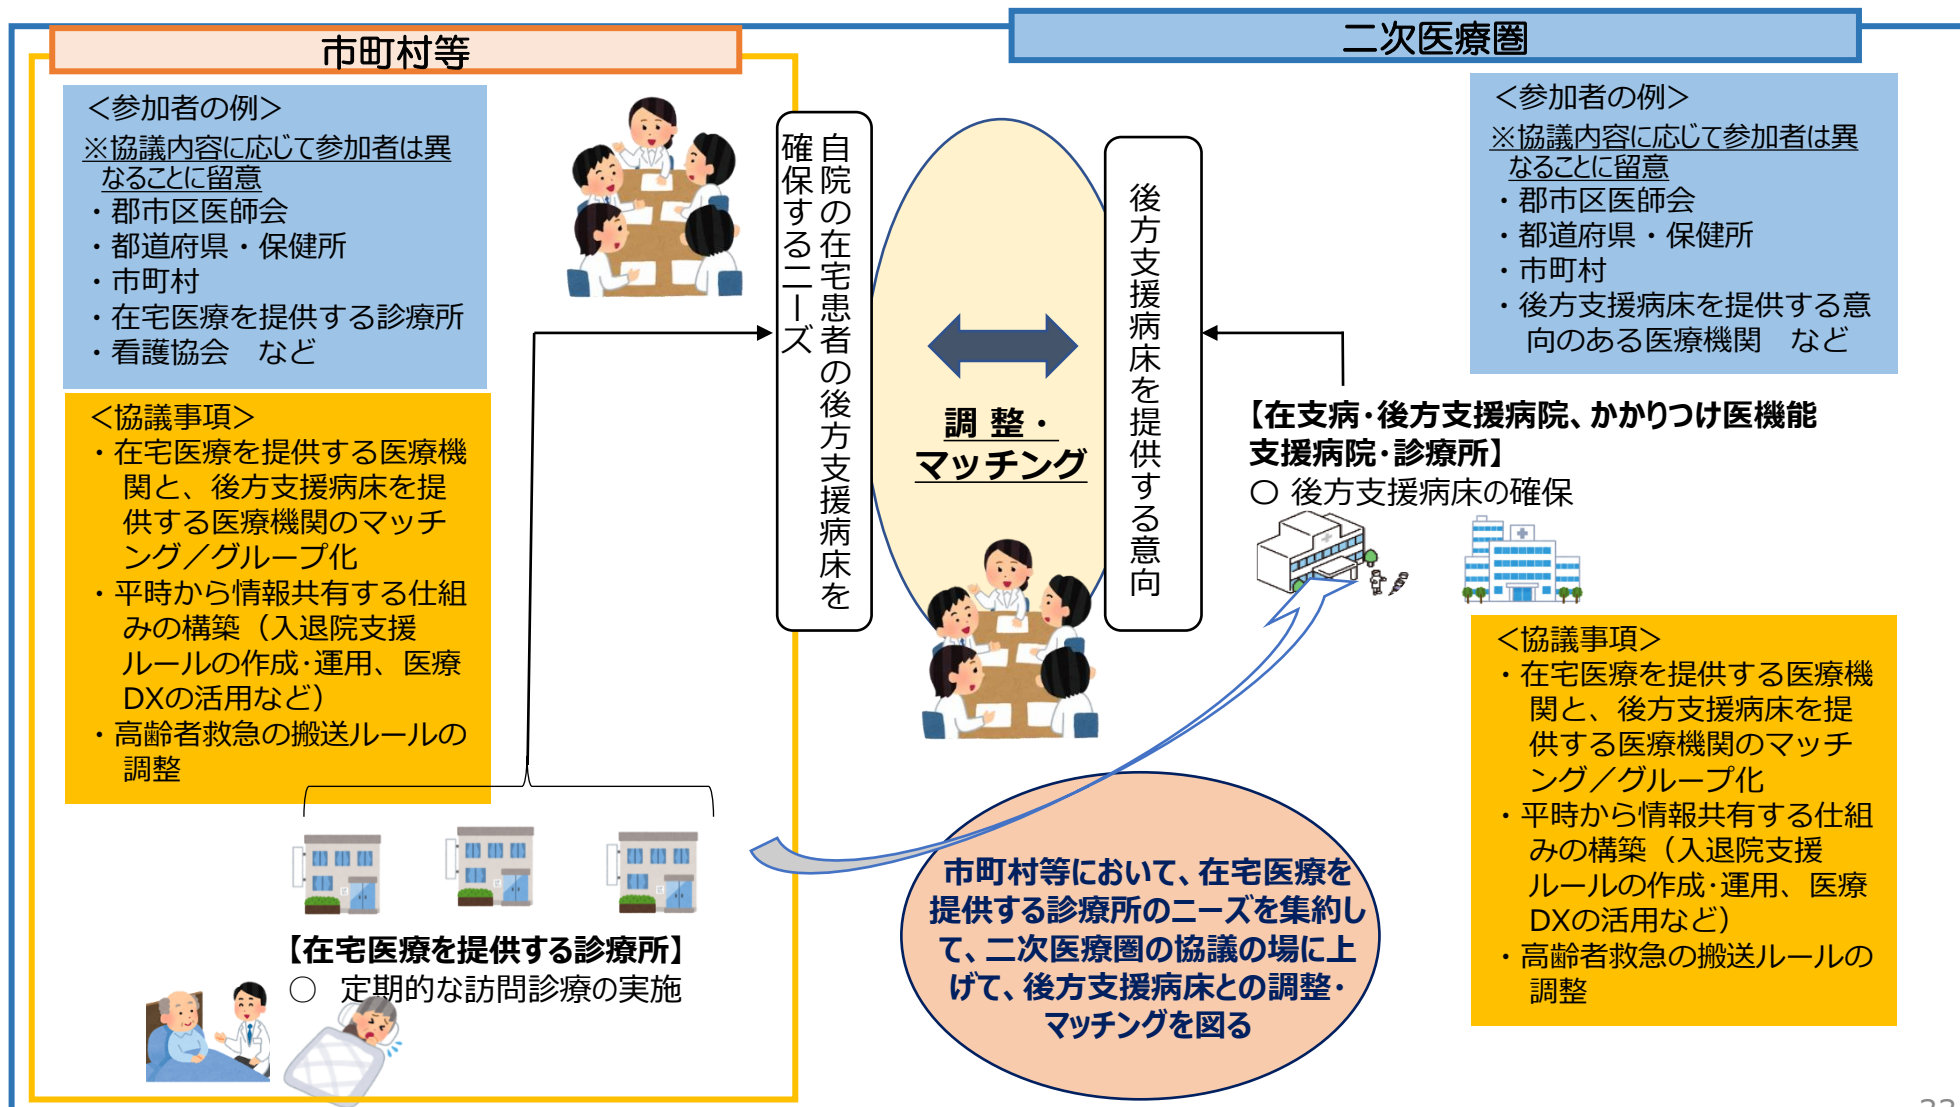 市町村等
二次医療圏
＜参加者の例＞
※協議内容に応じて参加者は異
なることに留意
・郡市区医師会
・都道府県・保健所
・市町村
・在宅医療を提供する診療所
・看護協会　など
＜協議事項＞
・在宅医療を提供する医療機
関と、後方支援病床を提
供する医療機関のマッチ
ング／グループ化
・平時から情報共有する仕組
みの構築（入退院支援
ルールの作成･運用、医療
DXの活用など）
・高齢者救急の搬送ルールの
調整
【在宅医療を提供する診療所】
○　定期的な訪問診療の実施
自院の在宅患者の後方支援病床を
確保するニーズ
調 整・
マッチング
後方支援病床を提供する意向
市町村等において、在宅医療を
提供する診療所のニーズを集約し
て、二次医療圏の協議の場に上
げて、後方支援病床との調整・
マッチングを図る
＜参加者の例＞
※協議内容に応じて参加者は異
なることに留意
・郡市区医師会
・都道府県・保健所
・市町村
・後方支援病床を提供する意
向のある医療機関　など
【在支病･後方支援病院、かかりつけ医機能
支援病院･診療所】
○ 後方支援病床の確保
＜協議事項＞
・在宅医療を提供する医療機
関と、後方支援病床を提
供する医療機関のマッチ
ング／グループ化
・平時から情報共有する仕組
みの構築（入退院支援
ルールの作成･運用、医療
DXの活用など）
・高齢者救急の搬送ルールの
調整